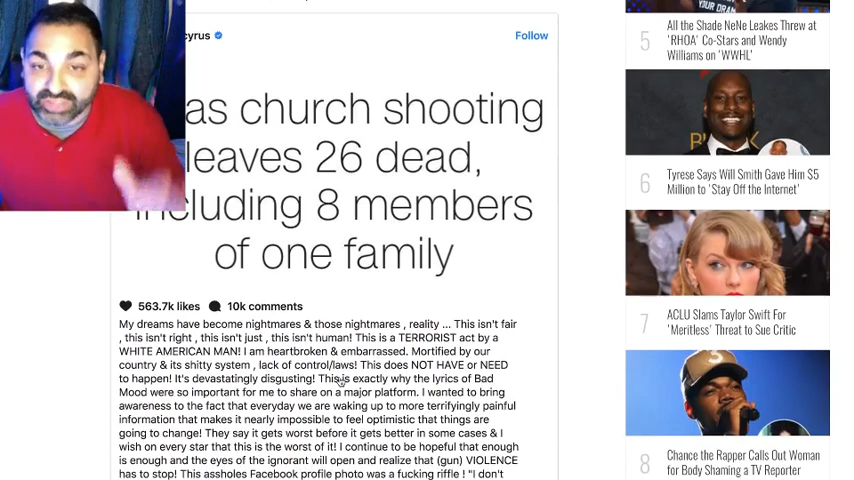 YOUR DRAM
cyrus
Follow
as church shooting
leaves 26 dead,
including 8 members
of one family
563.7k likes 10k comments
My dreams have become nightmares & those nightmares , reality ... This isn't fair
, this isn't right , this isn't just , this isn't human! This is a TERRORIST act by a
WHITE AMERICAN MAN! I am heartbroken & embarrassed. Mortified by our
country & its shitty system , lack of control/laws! This does NOT HAVE or NEED
to happen! It's devastatingly disgusting! This is exactly why the lyrics of Bad
Mood were so important for me to share on a major platform. I wanted to bring
awareness to the fact that everyday we are waking up to more terrifyingly painful
information that makes it nearly impossible to feel optimistic that things are
going to change! They say it gets worst before it gets better in some cases & I
wish on every star that this is the worst of it! I continue to be hopeful that enough
is enough and the eyes of the ignorant will open and realize that (gun) VIOLENCE
has to stop! This assholes Facebook profile photo was a fucking riffle ! "I don't
5
All the Shade NeNe Leakes Threw at
'RHOA' Co-Stars and Wendy
Williams on 'WWHL'
6
Tyrese Says Will Smith Gave Him $5
Million to 'Stay Off the Internet'
7
ACLU Slams Taylor Swift For
'Meritless' Threat to Sue Critic
3
8
Chance the Rapper Calls Out Woman
for Body Shaming a TV Reporter